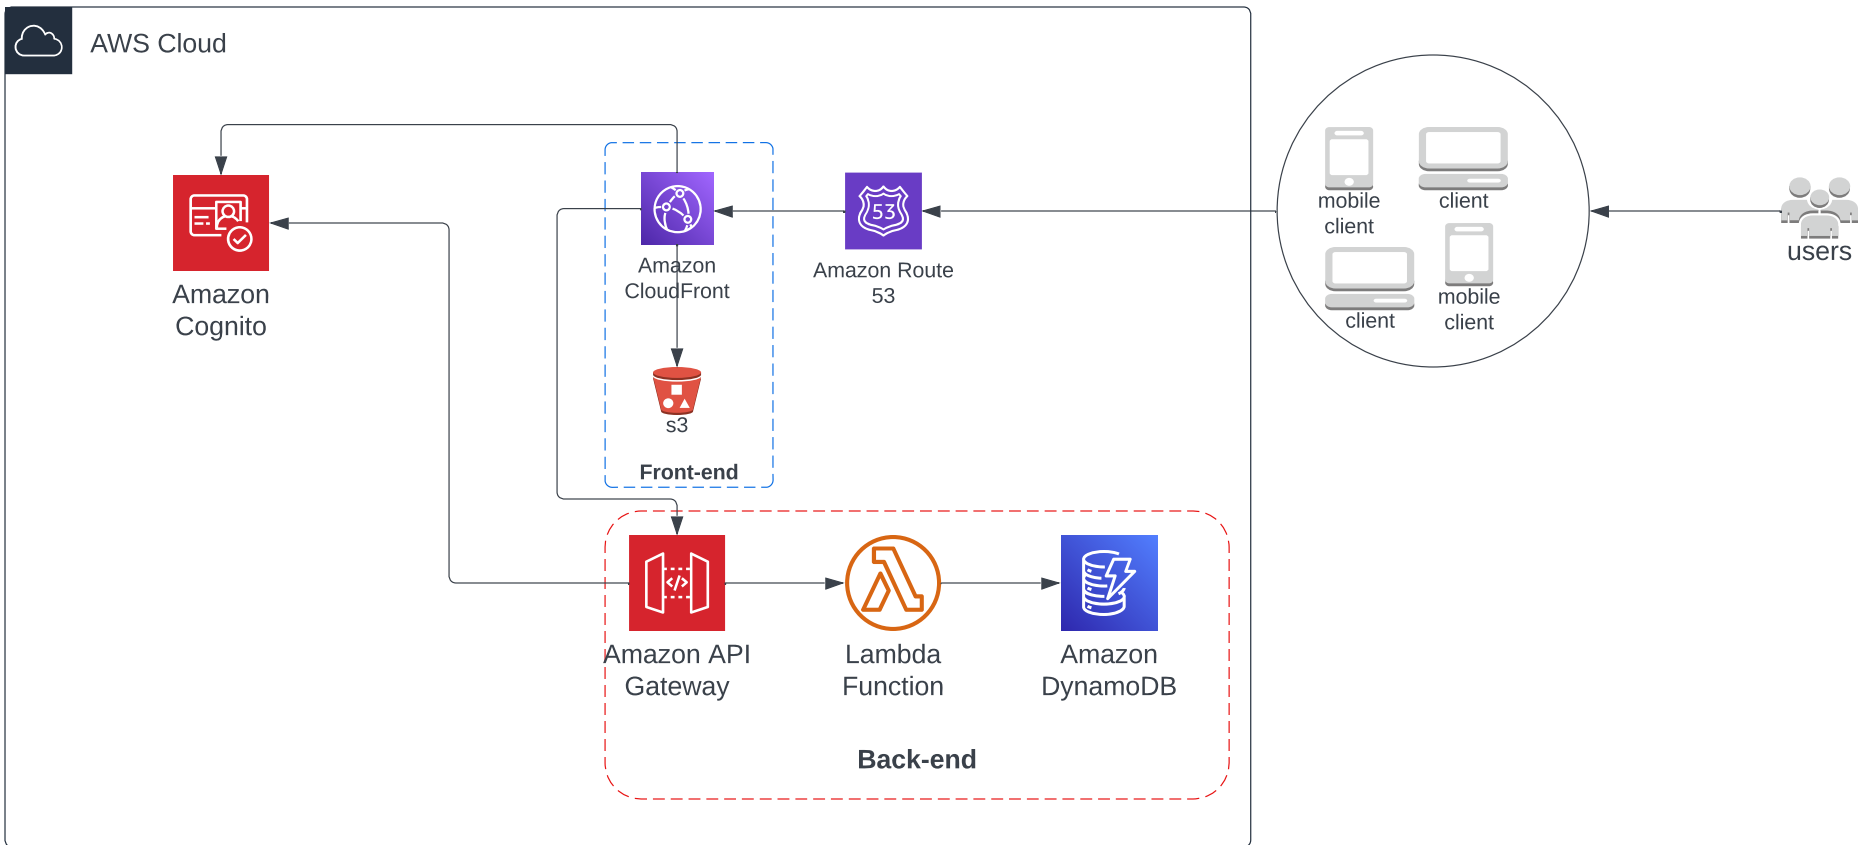 AWS Cloud
Amazon
Cognito
Amazon
CloudFront
53
Amazon Route
53
mobile
client
client
client
mobile
client
users
s3
Front-end
</>
Amazon API
Gateway
Lambda
Function
Amazon
DynamoDB
Back-end